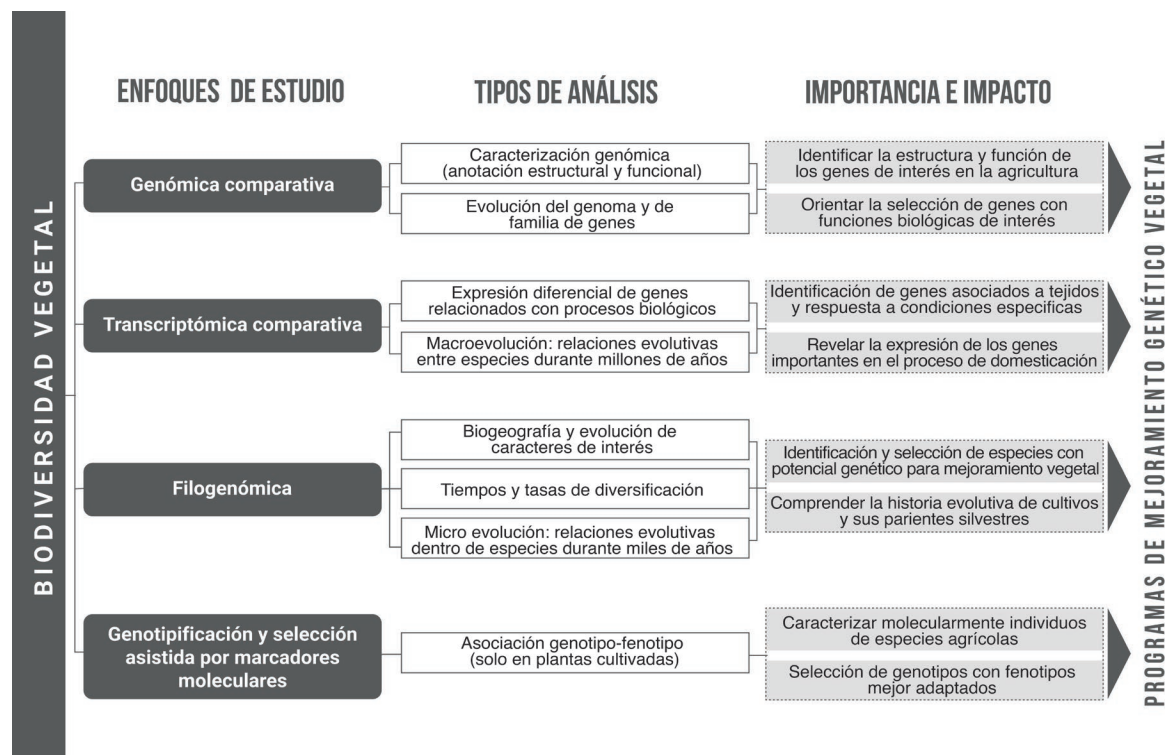 BIODIVERSIDAD VEGETAL
ENFOQUES DE ESTUDIO
TIPOS DE ANÁLISIS
IMPORTANCIA E IMPACTO
Genómica comparativa
Caracterización genómica
(anotación estructural y funcional)
Evolución del genoma y de
familia de genes
Identificar la estructura y función de
los genes de interés en la agricultura
Orientar la selección de genes con
funciones biológicas de interés
Transcriptómica comparativa
Expresión diferencial de genes
relacionados con procesos biológicos
Macroevolución: relaciones evolutivas
entre especies durante millones de años
Identificación de genes asociados a tejidos
y respuesta a condiciones especificas
Revelar la expresión de los genes
importantes en el proceso de domesticación
Filogenómica
Biogeografía y evolución de
caracteres de interés
Tiempos y tasas de diversificación
Micro evolución: relaciones evolutivas
dentro de especies durante miles de años
Identificación y selección de especies con
potencial genético para mejoramiento vegetal
Comprender la historia evolutiva de cultivos
y sus parientes silvestres
Genotipificación y selección
asistida por marcadores
moleculares
Asociación genotipo-fenotipo
(solo en plantas cultivadas)
Caracterizar molecularmente individuos
de especies agrícolas
Selección de genotipos con fenotipos
mejor adaptados
PROGRAMAS DE MEJORAMIENTO GENÉTICO VEGETAL